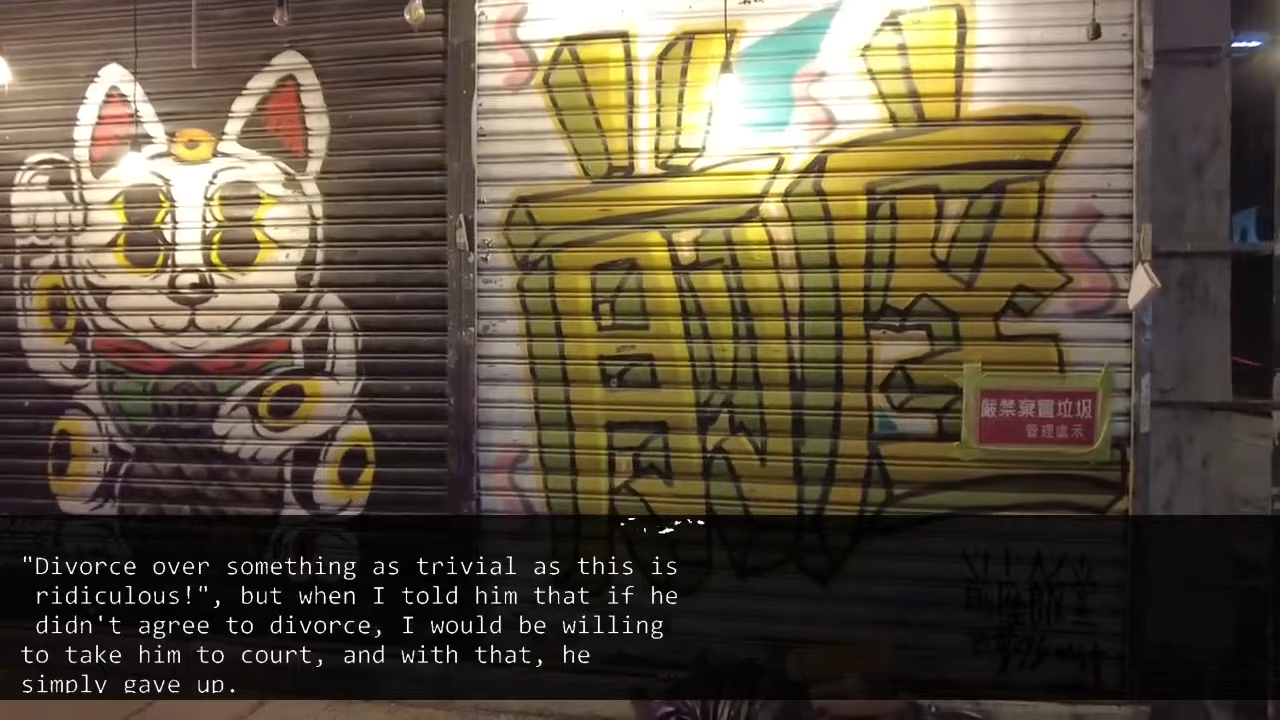 嚴禁棄置垃圾
管理處示
"Divorce over something as trivial as this is
ridiculous!", but when I told him that if he
didn't agree to divorce, I would be willing
to take him to court, and with that, he
simply gave up.